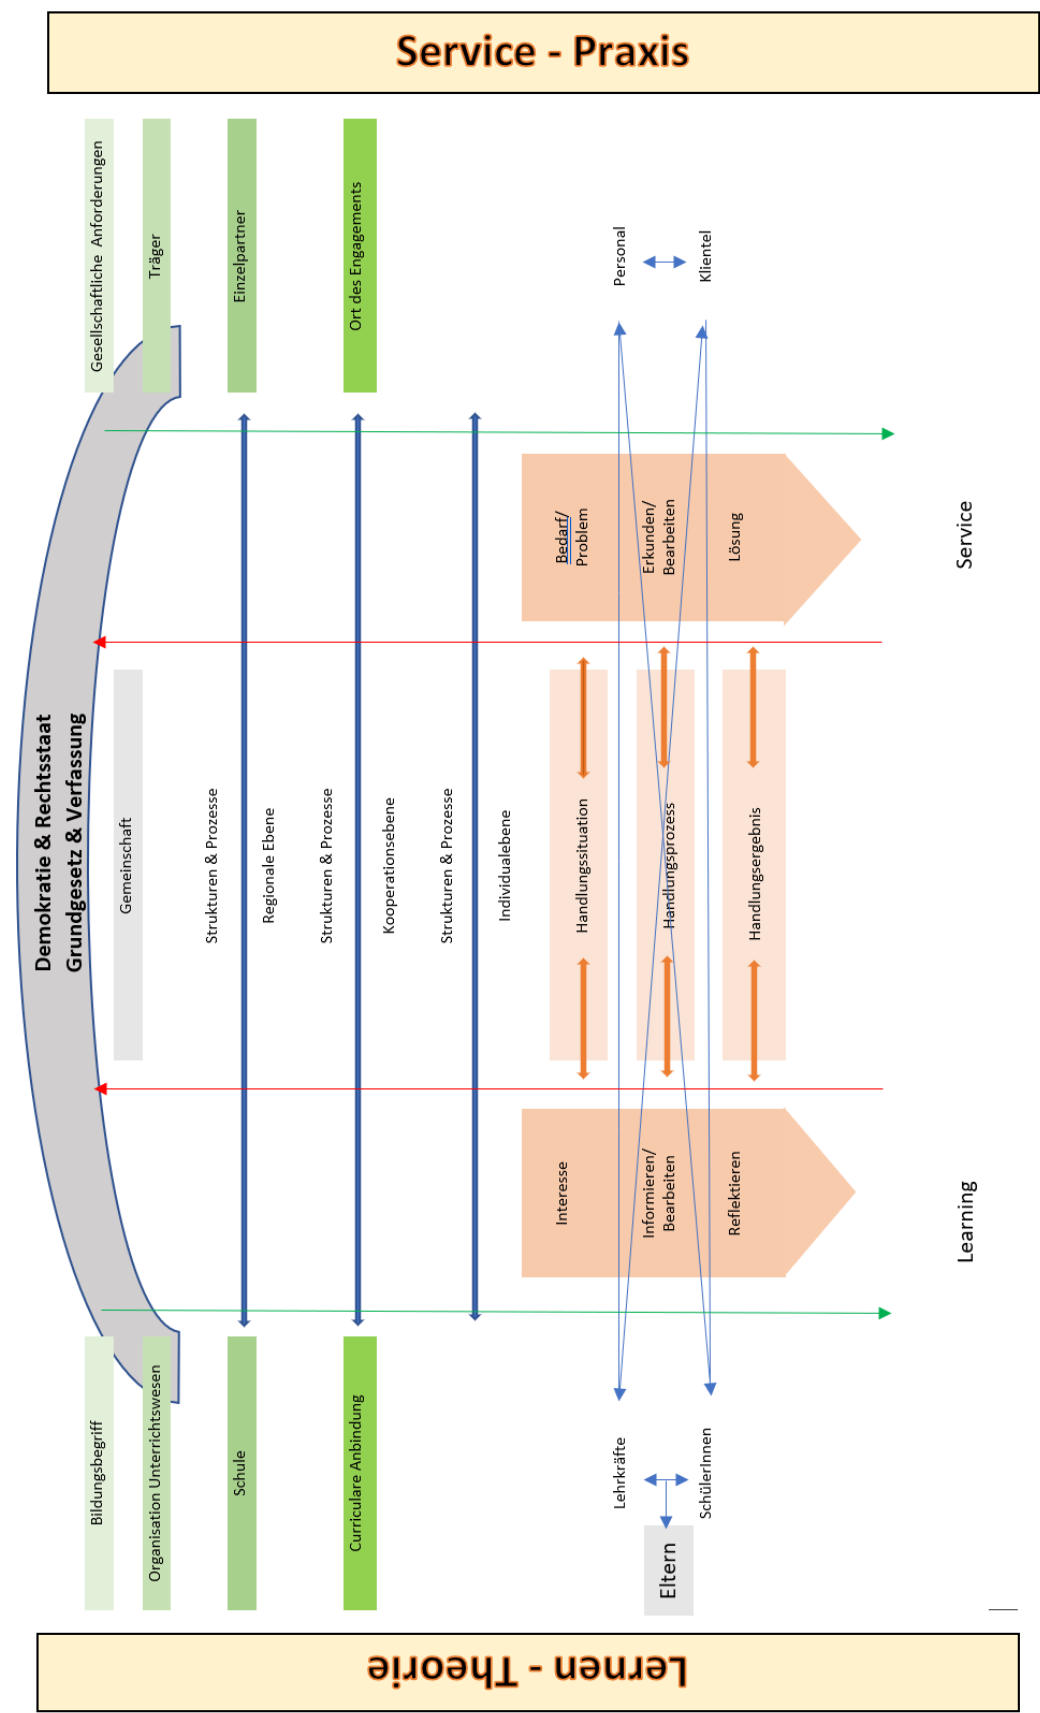 Service - Praxis
Gesellschaftliche Anforderungen
Träger
Einzelpartner
Ort des Engagements
Personal
Klientel
Bedarf/
Problem
Erkunden/
Bearbeiten
Lösung
Service
Demokratie & Rechtsstaat
Grundgesetz & Verfassung
Gemeinschaft
Strukturen & Prozesse
Regionale Ebene
Strukturen & Prozesse
Kooperationsebene
Strukturen & Prozesse
Individualebene
Handlungssituation
Handlungsprozess
Handlungsergebnis
Interesse
Informieren/
Bearbeiten
Reflektieren
Learning
Bildungsbegriff
Organisation Unterrichtswesen
Schule
Curriculare Anbindung
Lehrkräfte
SchülerInnen
Eltern
Lernen - Theorie